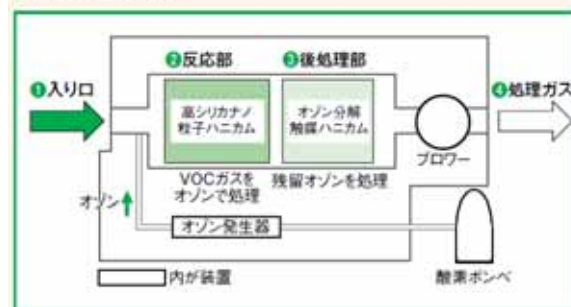 ❷反応部
❸後処理部
❶入り口
❹処理ガス
高シリカナノ
粒子ハニカム
オゾン分解
触媒ハニカム
ブロワー
VOCガスを
オゾンで処理
残留オゾンを処理
オゾン
オゾン発生器
内が装置
酸素ボンベ